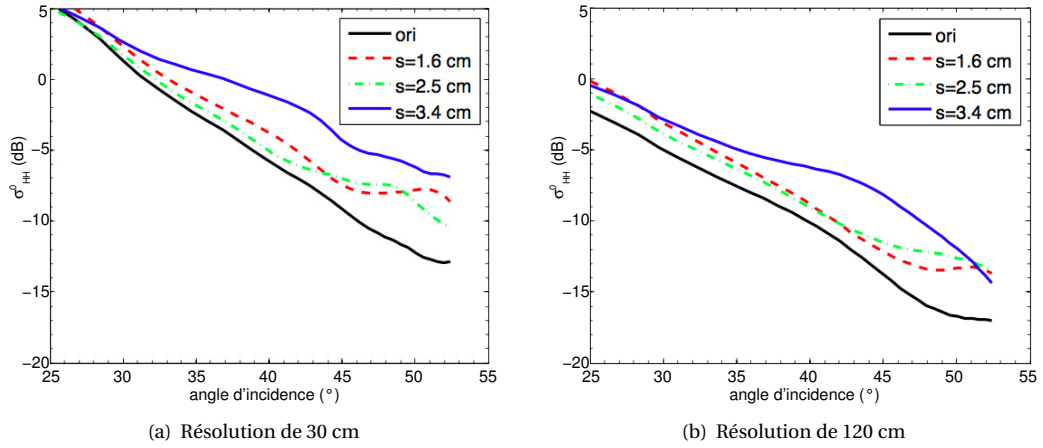 5
0
−5
−10
−15
−20
25
30
35
40
45
50
55
σ⁰HH (dB)
angle d'incidence (°)
ori
s=1.6 cm
s=2.5 cm
s=3.4 cm
(a) Résolution de 30 cm
5
0
−5
−10
−15
−20
25
30
35
40
45
50
55
σ⁰HH (dB)
angle d'incidence (°)
ori
s=1.6 cm
s=2.5 cm
s=3.4 cm
(b) Résolution de 120 cm